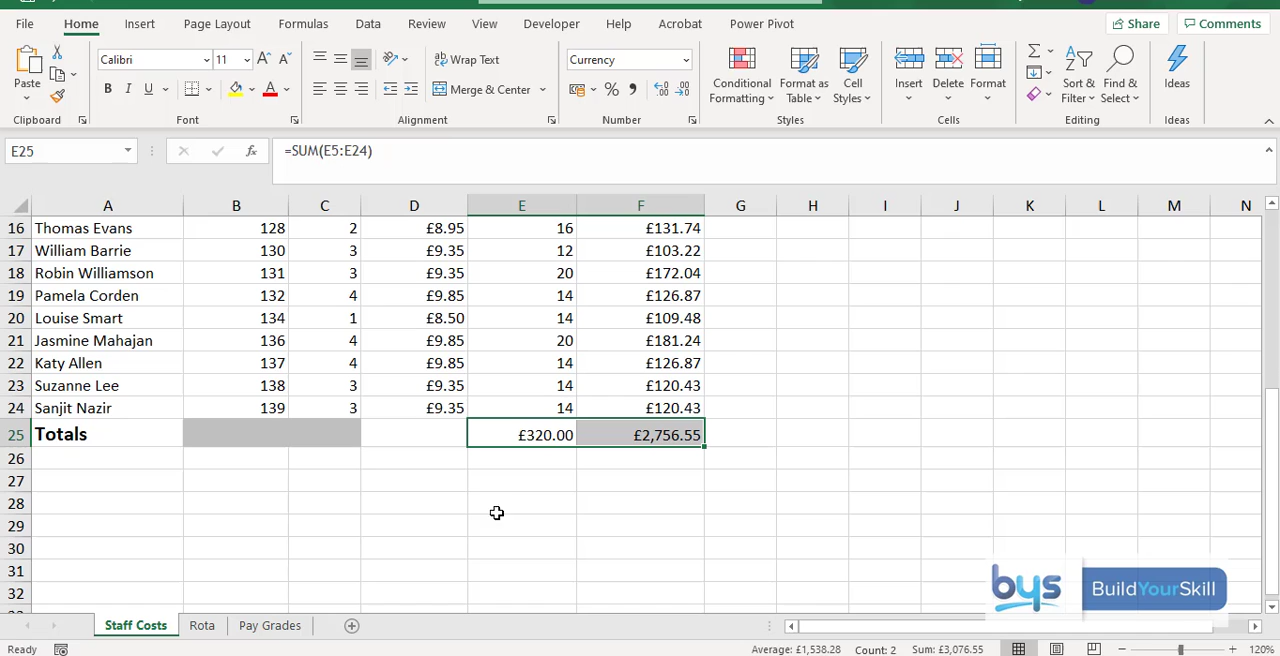 File Home Insert Page Layout Formulas Data Review View Developer Help Acrobat Power Pivot Share Comments
Calibri 11 Wrap Text Currency
Paste Conditional Format as Cell Insert Delete Format Sort & Find & Ideas
B I U Merge & Center % Formatting Table Styles Filter Select
Clipboard Font Alignment Number Styles Cells Editing Ideas
E25 fx =SUM(E5:E24)
A B C D E F G H I J K L M N
16 Thomas Evans 128 2 £8.95 16 £131.74
17 William Barrie 130 3 £9.35 12 £103.22
18 Robin Williamson 131 3 £9.35 20 £172.04
19 Pamela Corden 132 4 £9.85 14 £126.87
20 Louise Smart 134 1 £8.50 14 £109.48
21 Jasmine Mahajan 136 4 £9.85 20 £181.24
22 Katy Allen 137 4 £9.85 14 £126.87
23 Suzanne Lee 138 3 £9.35 14 £120.43
24 Sanjit Nazir 139 3 £9.35 14 £120.43
25 Totals £320.00 £2,756.55
26
27
28
29
30
31
32
bys BuildYourSkill
Staff Costs Rota Pay Grades
Ready Average: £1,538.28 Count: 2 Sum: £3,076.55 120%